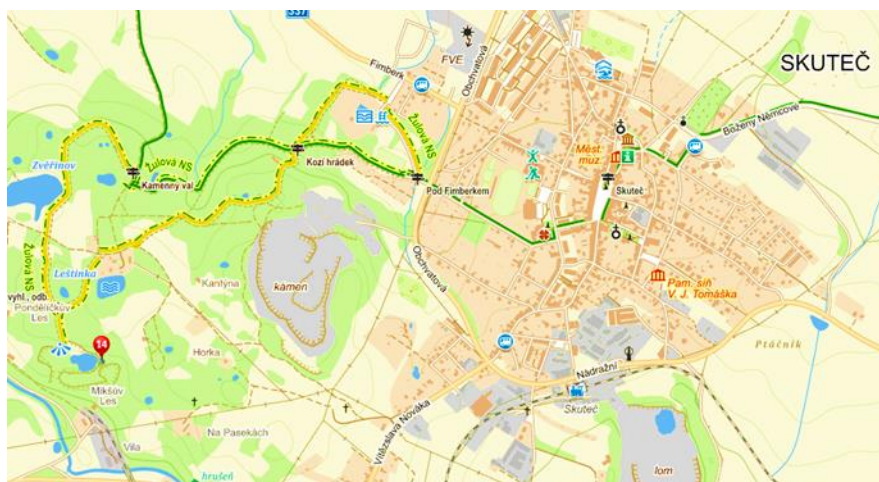 337
SKUTEČ
FVE
Fimberk
Obchvatová
Boženy Němcové
Měst. muz.
Žulová NS
Žulová NS
Kozí hrádek
Zvěřinov
Kamenný val
Pod Fimberkem
Skuteč
Obchvatová
Žulová NS
Leštinka
Kantýna
kámen
Pam. síň
V. J. Tomáška
vyhl., odb.
Pondělíčkův
Les
14
Horka
Ptáčník
Mikšův
Les
Nádražní
Skuteč
Vítězslava Nováka
Vila
Na Pasekách
hrušeň
lom